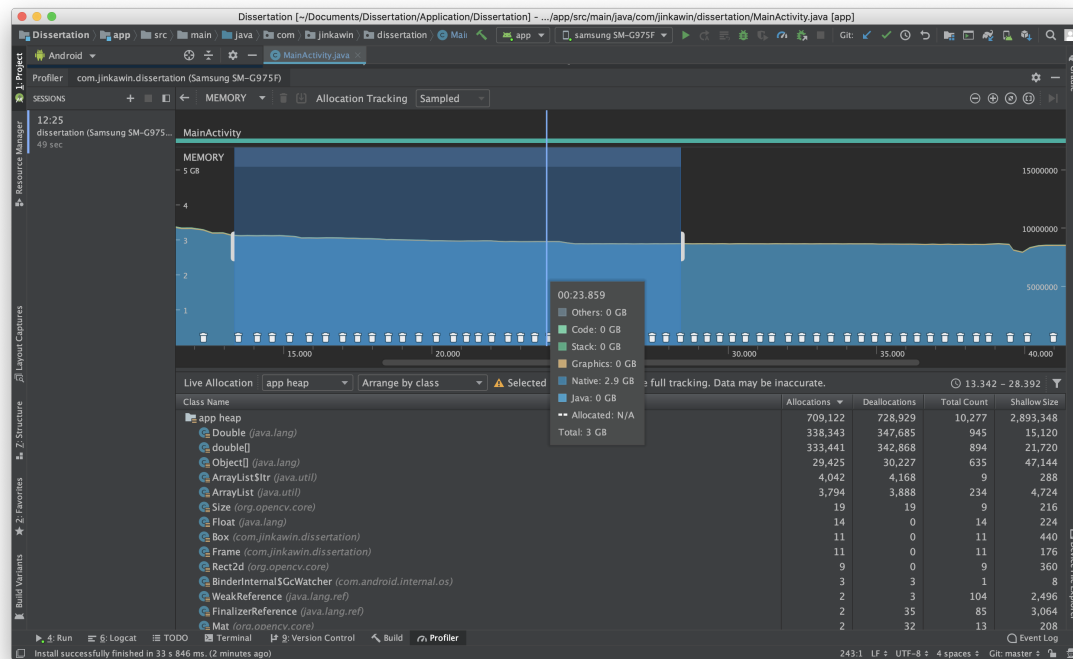 Dissertation [~/Documents/Dissertation/Application/Dissertation] - .../app/src/main/java/com/jinkawin/dissertation/MainActivity.java [app]
Dissertation app src main java com jinkawin dissertation Mai app samsung SM-G975F Git:
1: Project Android MainActivity.java
Profiler com.jinkawin.dissertation (Samsung SM-G975F)
SESSIONS MEMORY Allocation Tracking Sampled
12:25
dissertation (Samsung SM-G975...
49 sec
Resource Manager
MainActivity
MEMORY
5 GB 15000000
4
3 10000000
2
1 5000000
15.000 20.000 30.000 35.000 40.000
00:23.859
Others: 0 GB
Code: 0 GB
Stack: 0 GB
Graphics: 0 GB
Native: 2.9 GB
Java: 0 GB
Allocated: N/A
Total: 3 GB
Layout Captures
Z: Structure
2: Favorites
Build Variants
Live Allocation app heap Arrange by class Selected e full tracking. Data may be inaccurate. 13.342 - 28.392
Class Name Allocations Deallocations Total Count Shallow Size
app heap 709,122 728,929 10,277 2,893,348
Double (java.lang) 338,343 347,685 945 15,120
double[] 333,441 342,868 894 21,720
Object[] (java.lang) 29,425 30,227 635 47,144
ArrayList$Itr (java.util) 4,042 4,168 9 288
ArrayList (java.util) 3,794 3,888 234 4,724
Size (org.opencv.core) 19 19 9 216
Float (java.lang) 14 0 14 224
Box (com.jinkawin.dissertation) 11 0 11 440
Frame (com.jinkawin.dissertation) 11 0 11 176
Rect2d (org.opencv.core) 9 0 9 360
BinderInternal$GcWatcher (com.android.internal.os) 3 3 1 8
WeakReference (java.lang.ref) 2 3 104 2,496
FinalizerReference (java.lang.ref) 2 35 85 3,064
Mat (org.opencv.core) 2 32 13 208
4: Run 6: Logcat TODO Terminal 9: Version Control Build Profiler Event Log
Install successfully finished in 33 s 846 ms. (2 minutes ago) 243:1 LF UTF-8 4 spaces Git: master